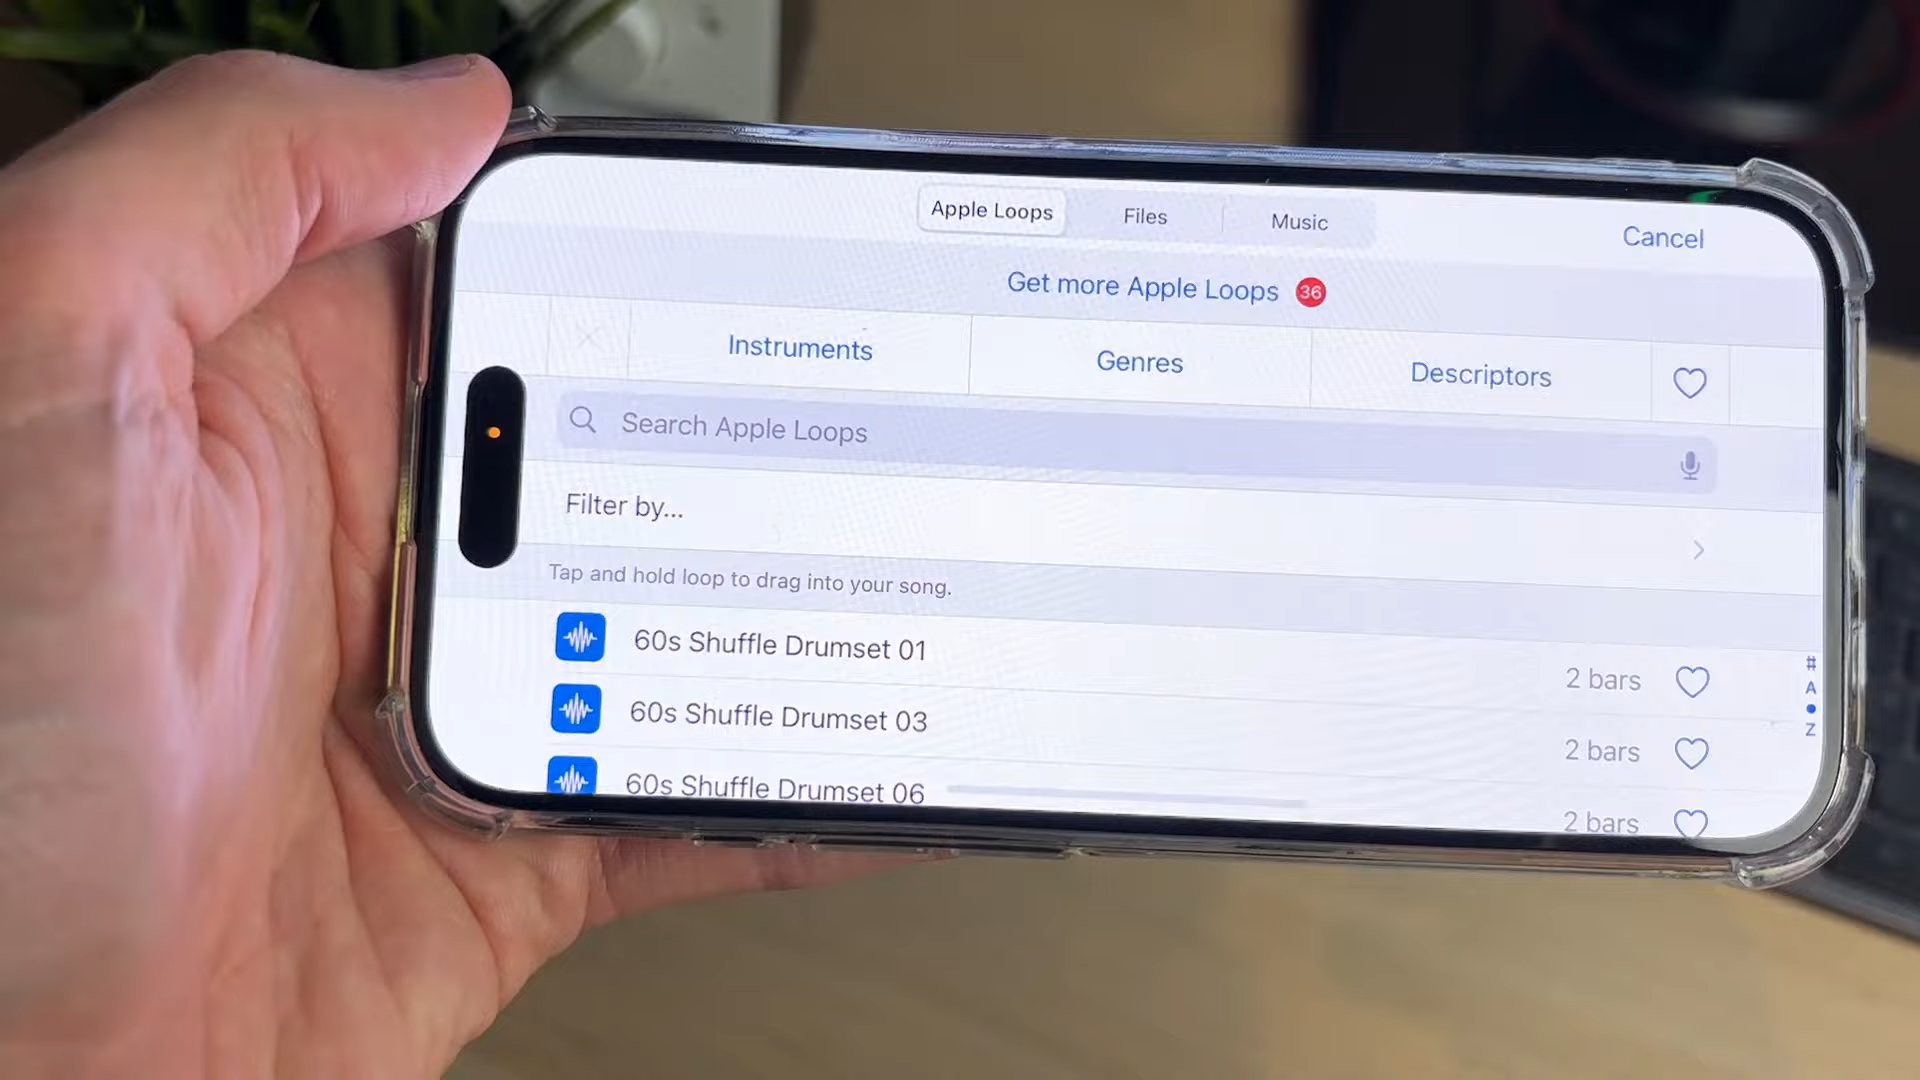 Apple Loops Files Music Cancel
Get more Apple Loops 36
Instruments Genres Descriptors
Search Apple Loops
Filter by...
Tap and hold loop to drag into your song.
60s Shuffle Drumset 01 2 bars
60s Shuffle Drumset 03 2 bars
60s Shuffle Drumset 06 2 bars
#
A
Z